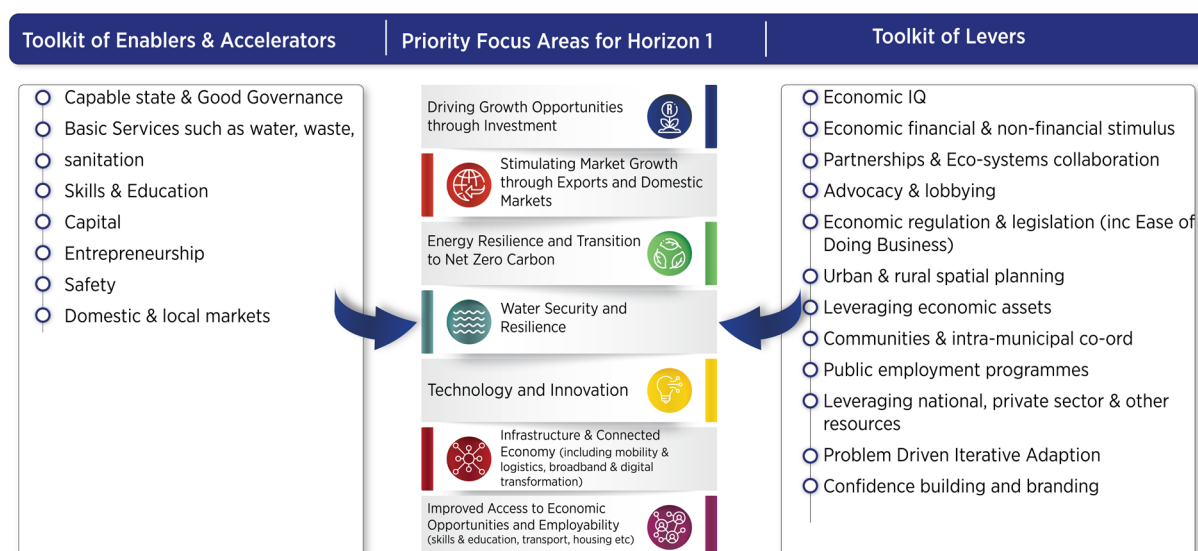 Toolkit of Enablers & Accelerators
Priority Focus Areas for Horizon 1
Toolkit of Levers
Capable state & Good Governance
Basic Services such as water, waste,
sanitation
Skills & Education
Capital
Entrepreneurship
Safety
Domestic & local markets
Driving Growth Opportunities
through Investment
R
Stimulating Market Growth
through Exports and Domestic
Markets
Energy Resilience and Transition
to Net Zero Carbon
Water Security and
Resilience
Technology and Innovation
Infrastructure & Connected
Economy (including mobility &
logistics, broadband & digital
transformation)
Improved Access to Economic
Opportunities and Employability
(skills & education, transport, housing etc)
Economic IQ
Economic financial & non-financial stimulus
Partnerships & Eco-systems collaboration
Advocacy & lobbying
Economic regulation & legislation (inc Ease of
Doing Business)
Urban & rural spatial planning
Leveraging economic assets
Communities & intra-municipal co-ord
Public employment programmes
Leveraging national, private sector & other
resources
Problem Driven Iterative Adaption
Confidence building and branding